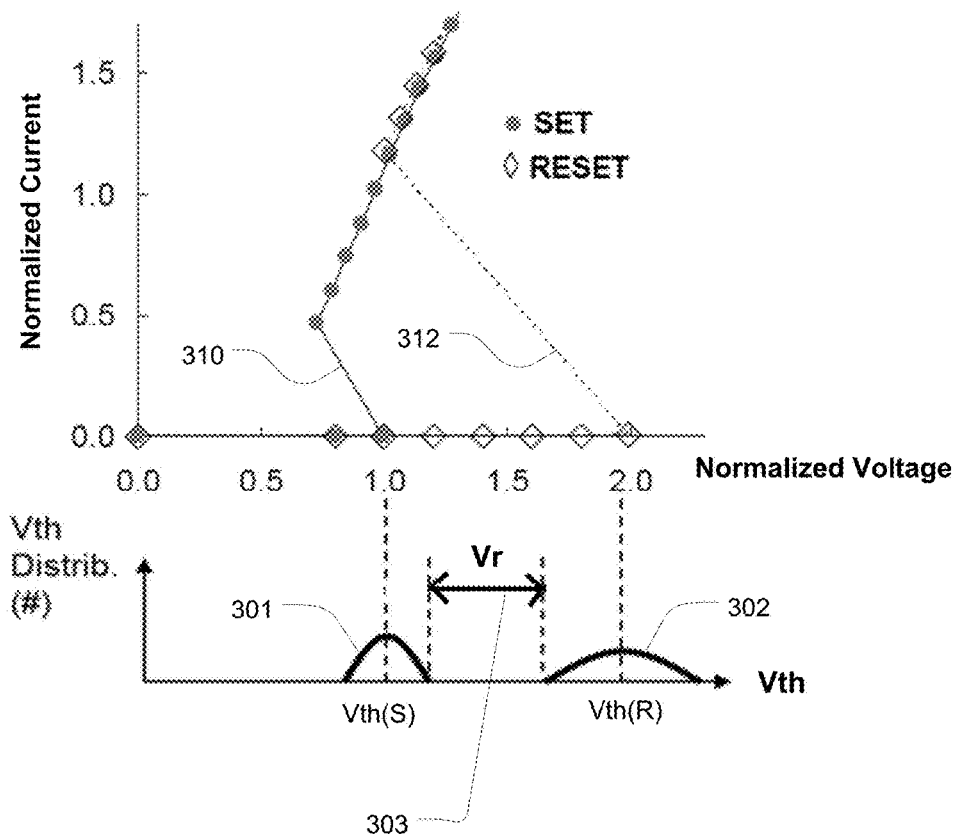 Normalized Current
1.5
1.0
0.5
0.0
SET
RESET
310
312
0.0 0.5 1.0 1.5 2.0
Normalized Voltage
Vth
Distrib.
(#)
Vr
301
302
Vth
Vth(S)
Vth(R)
303